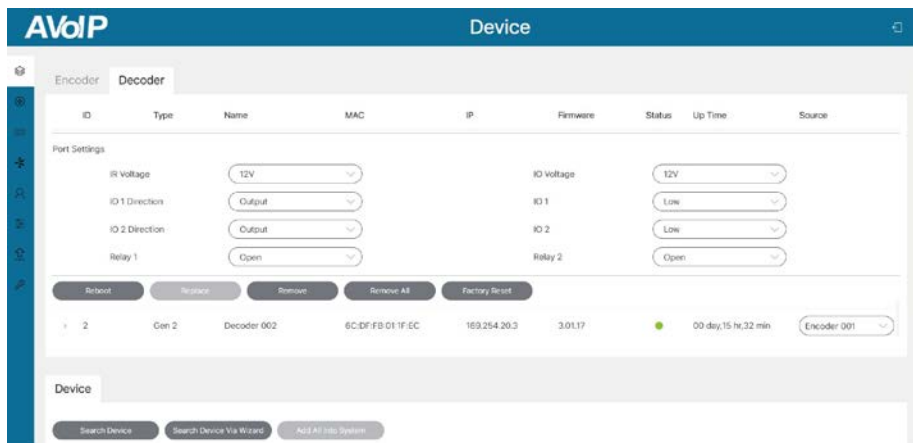 AVoIP Device
Encoder Decoder
ID Type Name MAC IP Firmware Status Up Time Source
Port Settings
IR Voltage 12V IO Voltage 12V
IO 1 Direction Output IO 1 Low
IO 2 Direction Output IO 2 Low
Relay 1 Open Relay 2 Open
Reboot Replace Remove Remove All Factory Reset
2 Gen 2 Decoder 002 6C:DF:FB:01:1F:EC 169.254.20.3 3.01.17 00 day,15 hr,32 min Encoder 001
Device
Search Device Search Device Via Wizard Add All Into System